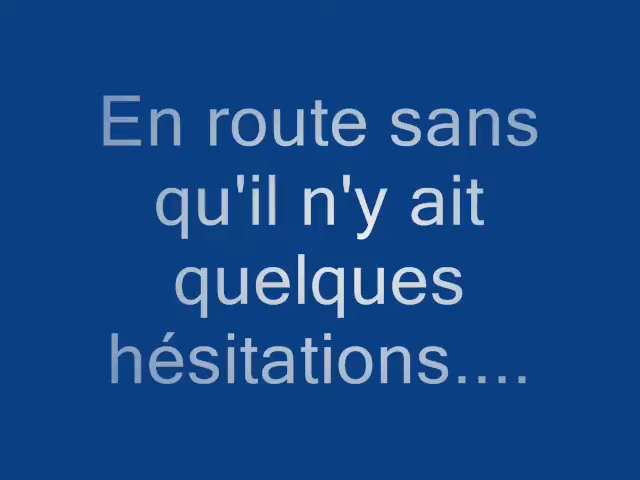 En route sans
qu'il n'y ait
quelques
hésitations....